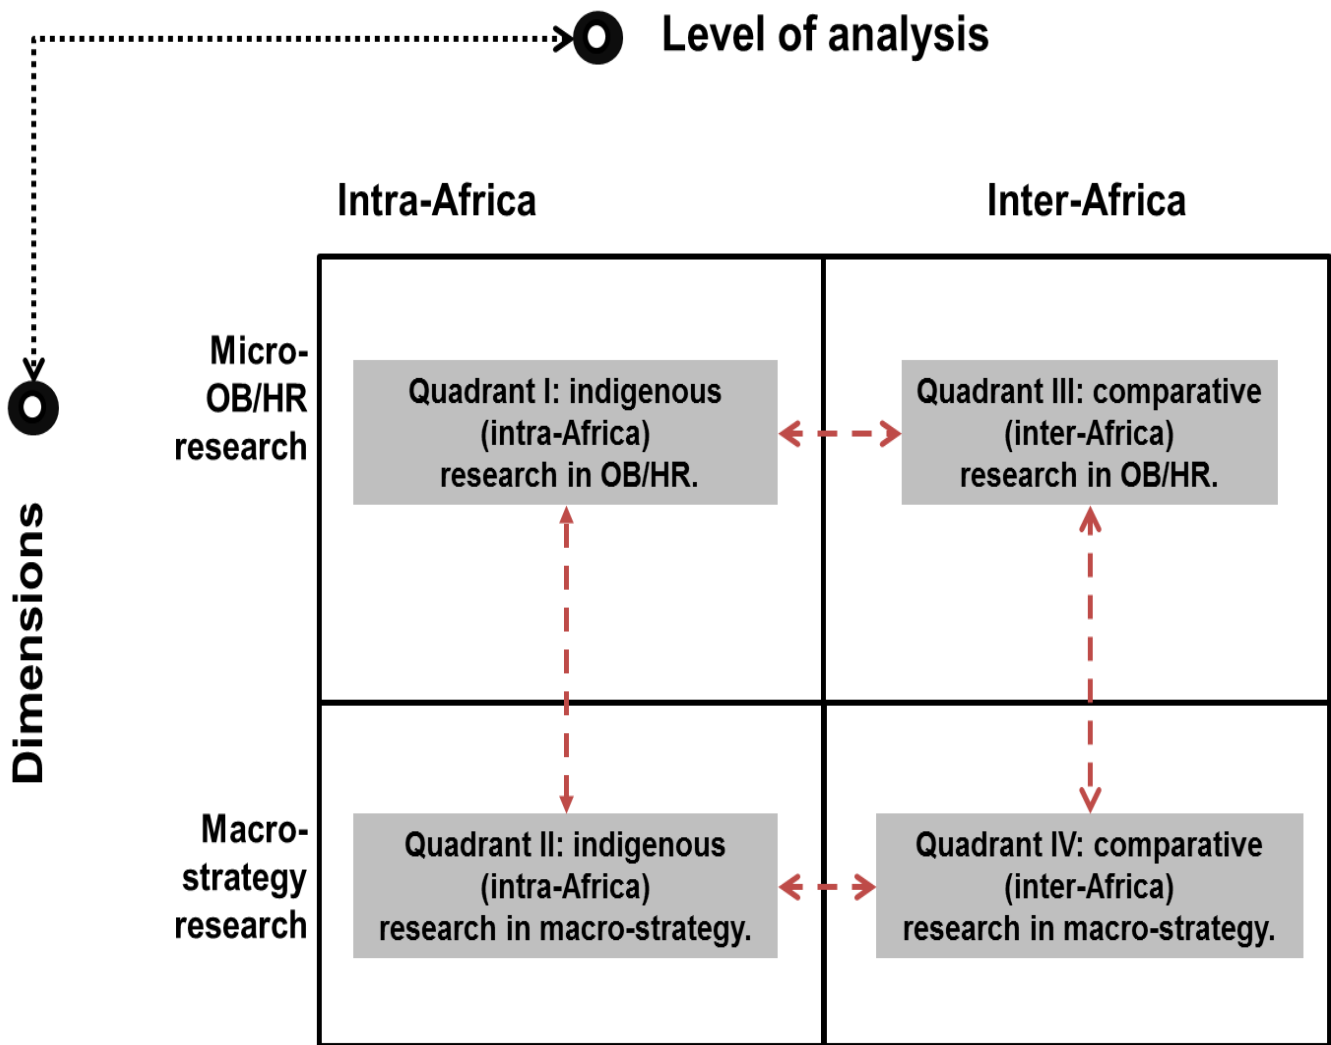 Level of analysis
Intra-Africa
Inter-Africa
Dimensions
Micro-
OB/HR
research
Quadrant I: indigenous
(intra-Africa)
research in OB/HR.
Quadrant III: comparative
(inter-Africa)
research in OB/HR.
Macro-
strategy
research
Quadrant II: indigenous
(intra-Africa)
research in macro-strategy.
Quadrant IV: comparative
(inter-Africa)
research in macro-strategy.